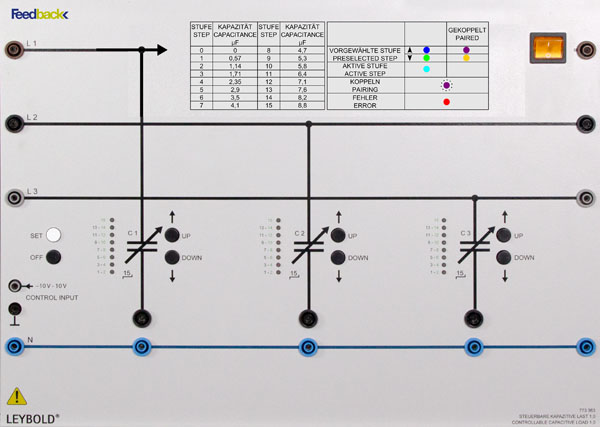 Feedback
STUFE STEP KAPAZITÄT CAPACITANCE µF STUFE STEP KAPAZITÄT CAPACITANCE µF
0 0 8 4,7
1 0,57 9 5,3
2 1,14 10 5,8
3 1,71 11 6,4
4 2,35 12 7,1
5 2,9 13 7,6
6 3,5 14 8,2
7 4,1 15 8,8
GEKOPPELT
PAIRED
VORGEWÄHLTE STUFE
PRESELECTED STEP
AKTIVE STUFE
ACTIVE STEP
KOPPELN
PAIRING
FEHLER
ERROR
L 1
L 2
L 3
SET
OFF
C 1
UP
DOWN
15
C 2
UP
DOWN
15
C 3
UP
DOWN
15
-10V - 10V
CONTROL INPUT
N
LEYBOLD®
STEUERBARE KAPAZITIVE LAST 1.0
CONTROLLABLE CAPACITIVE LOAD 1.0